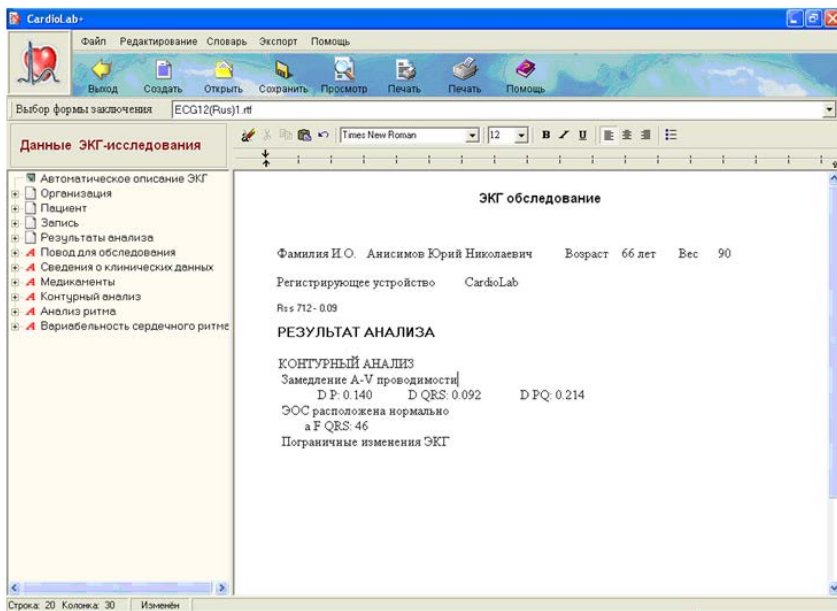 CardioLab+
Файл Редактирование Словарь Экспорт Помощь
Выход Создать Открыть Сохранить Просмотр Печать Печать Помощь
Выбор формы заключения ECG12(Rus)1.rtf
Данные ЭКГ-исследования
Times New Roman 12 B I U
Автоматическое описание ЭКГ
Организация
Пациент
Запись
Результаты анализа
Повод для обследования
Сведения о клинических данных
Медикаменты
Контурный анализ
Анализ ритма
Вариабельность сердечного ритме
ЭКГ обследование
Фамилия И.О. Анисимов Юрий Николаевич Возраст 66 лет Вес 90
Регистрирующее устройство CardioLab
Rs s 712 - 0.09
РЕЗУЛЬТАТ АНАЛИЗА
КОНТУРНЫЙ АНАЛИЗ
Замедление A-V проводимости
D P: 0.140 D QRS: 0.092 D PQ: 0.214
ЭОС расположена нормально
a F QRS: 46
Пограничные изменения ЭКГ
Строка: 20 Колонка: 30 Изменён